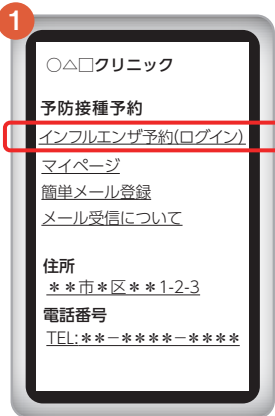 1
○△□クリニック
予防接種予約
インフルエンザ予約(ログイン)
マイページ
簡単メール登録
メール受信について
住所
＊＊市＊区＊＊1-2-3
電話番号
TEL:＊＊−＊＊＊＊−＊＊＊＊